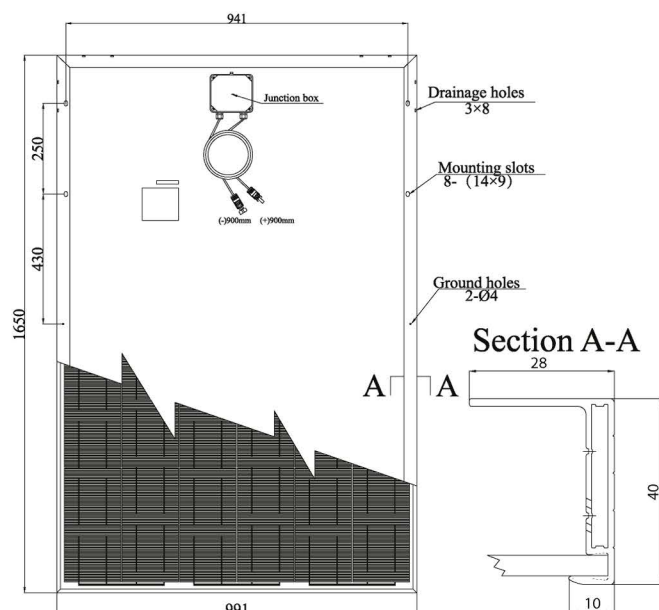 941
Junction box
Drainage holes
3×8
250
Mounting slots
8- (14×9)
(-)900mm (+)900mm
430
Ground holes
2-Ø4
1650
Section A-A
28
A A
40
10
991